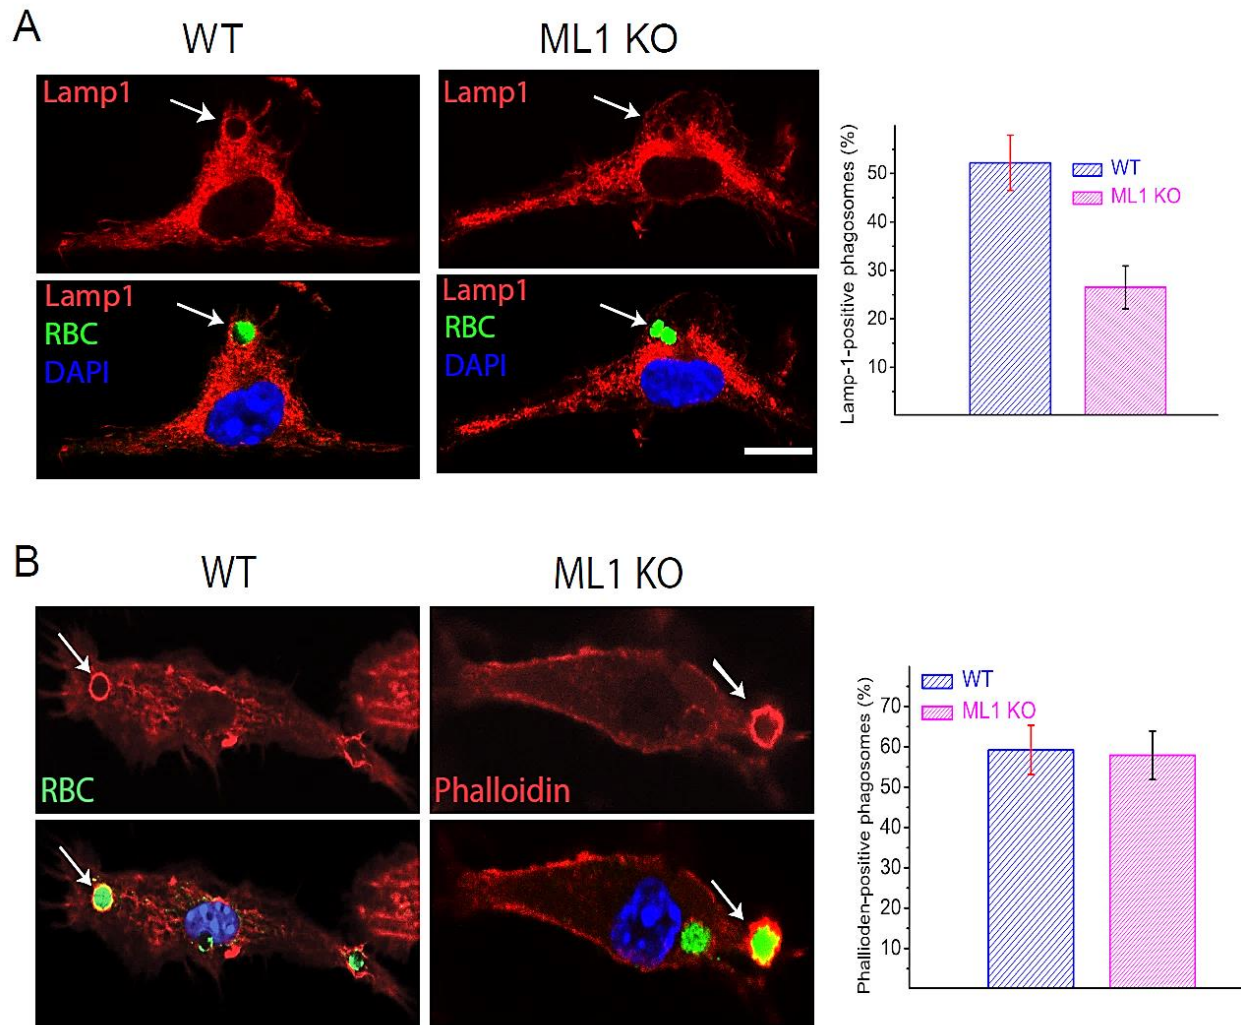 A
WT
ML1 KO
Lamp1
Lamp1
Lamp1
RBC
DAPI
Lamp1
RBC
DAPI
Lamp-1-positive phagosomes (%)
50
40
30
20
10
WT
ML1 KO
B
WT
ML1 KO
RBC
Phalloidin
Phallioden-positive phagosomes (%)
70
60
50
40
30
20
10
WT
ML1 KO